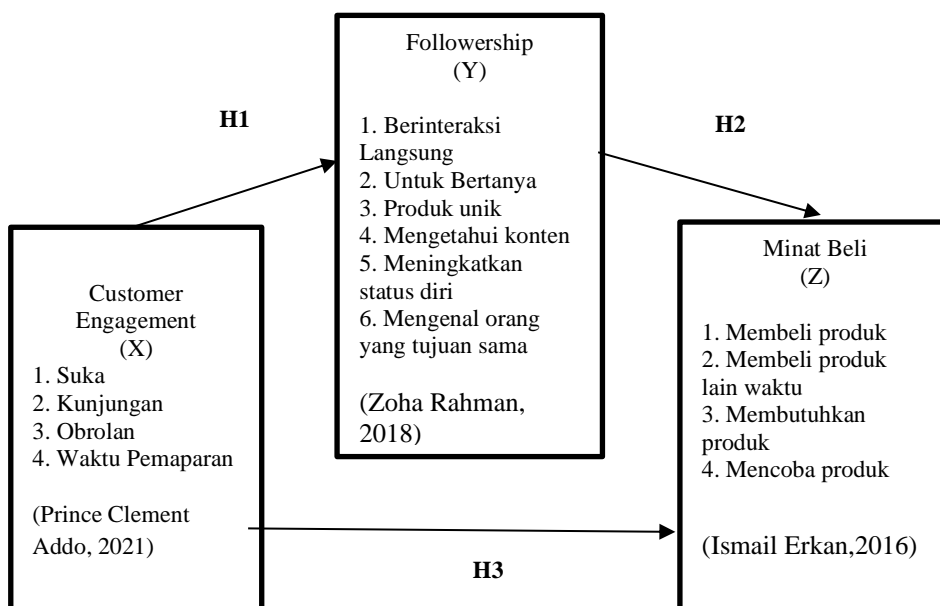 Followership
(Y)
1. Berinteraksi
Langsung
2. Untuk Bertanya
3. Produk unik
4. Mengetahui konten
5. Meningkatkan
status diri
6. Mengenal orang
yang tujuan sama
(Zoha Rahman,
2018)
H1
H2
Customer
Engagement
(X)
1. Suka
2. Kunjungan
3. Obrolan
4. Waktu Pemaparan
(Prince Clement
Addo, 2021)
Minat Beli
(Z)
1. Membeli produk
2. Membeli produk
lain waktu
3. Membutuhkan
produk
4. Mencoba produk
(Ismail Erkan,2016)
H3